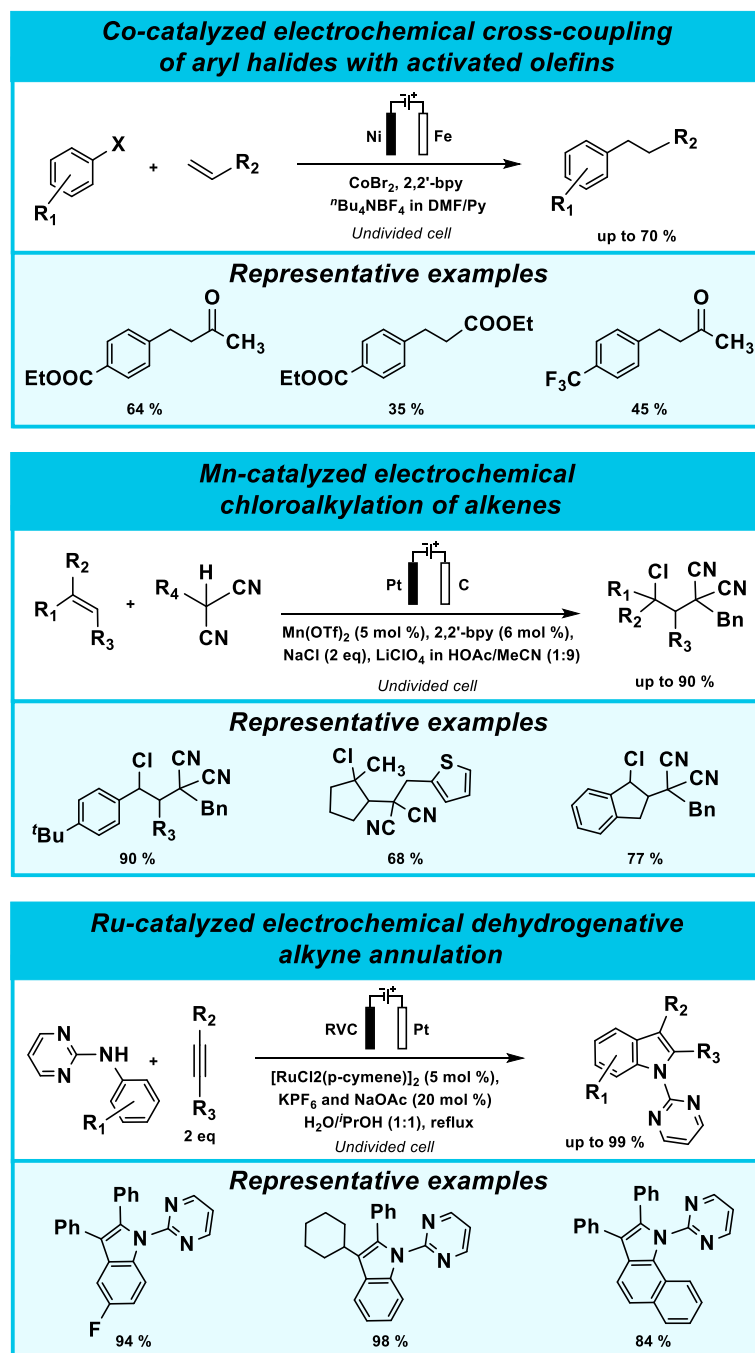 Co-catalyzed electrochemical cross-coupling
of aryl halides with activated olefins
X
R1
+
R2
Ni
- +
Fe
CoBr2, 2,2'-bpy
nBu4NBF4 in DMF/Py
Undivided cell
R2
R1
up to 70 %
Representative examples
O
CH3
EtOOC
64 %
COOEt
EtOOC
35 %
O
CH3
F3C
45 %
Mn-catalyzed electrochemical
chloroalkylation of alkenes
R2
R1
R3
+
H
R4
CN
CN
- +
Pt
C
Mn(OTf)2 (5 mol %), 2,2'-bpy (6 mol %),
NaCl (2 eq), LiClO4 in HOAc/MeCN (1:9)
Undivided cell
Cl
CN
R1
CN
R2
Bn
R3
up to 90 %
Representative examples
Cl
CN
CN
Bn
R3
tBu
90 %
Cl
CH3
S
NC
CN
68 %
Cl
CN
CN
Bn
77 %
Ru-catalyzed electrochemical dehydrogenative
alkyne annulation
N
NH
N
R1
+
R2
R3
2 eq
- +
RVC
Pt
[RuCl2(p-cymene)]2 (5 mol %),
KPF6 and NaOAc (20 mol %)
H2O/iPrOH (1:1), reflux
Undivided cell
R2
R3
N
R1
N
N
up to 99 %
Representative examples
Ph
Ph
N
N
N
F
94 %
Ph
N
N
N
98 %
Ph
Ph
N
N
N
84 %